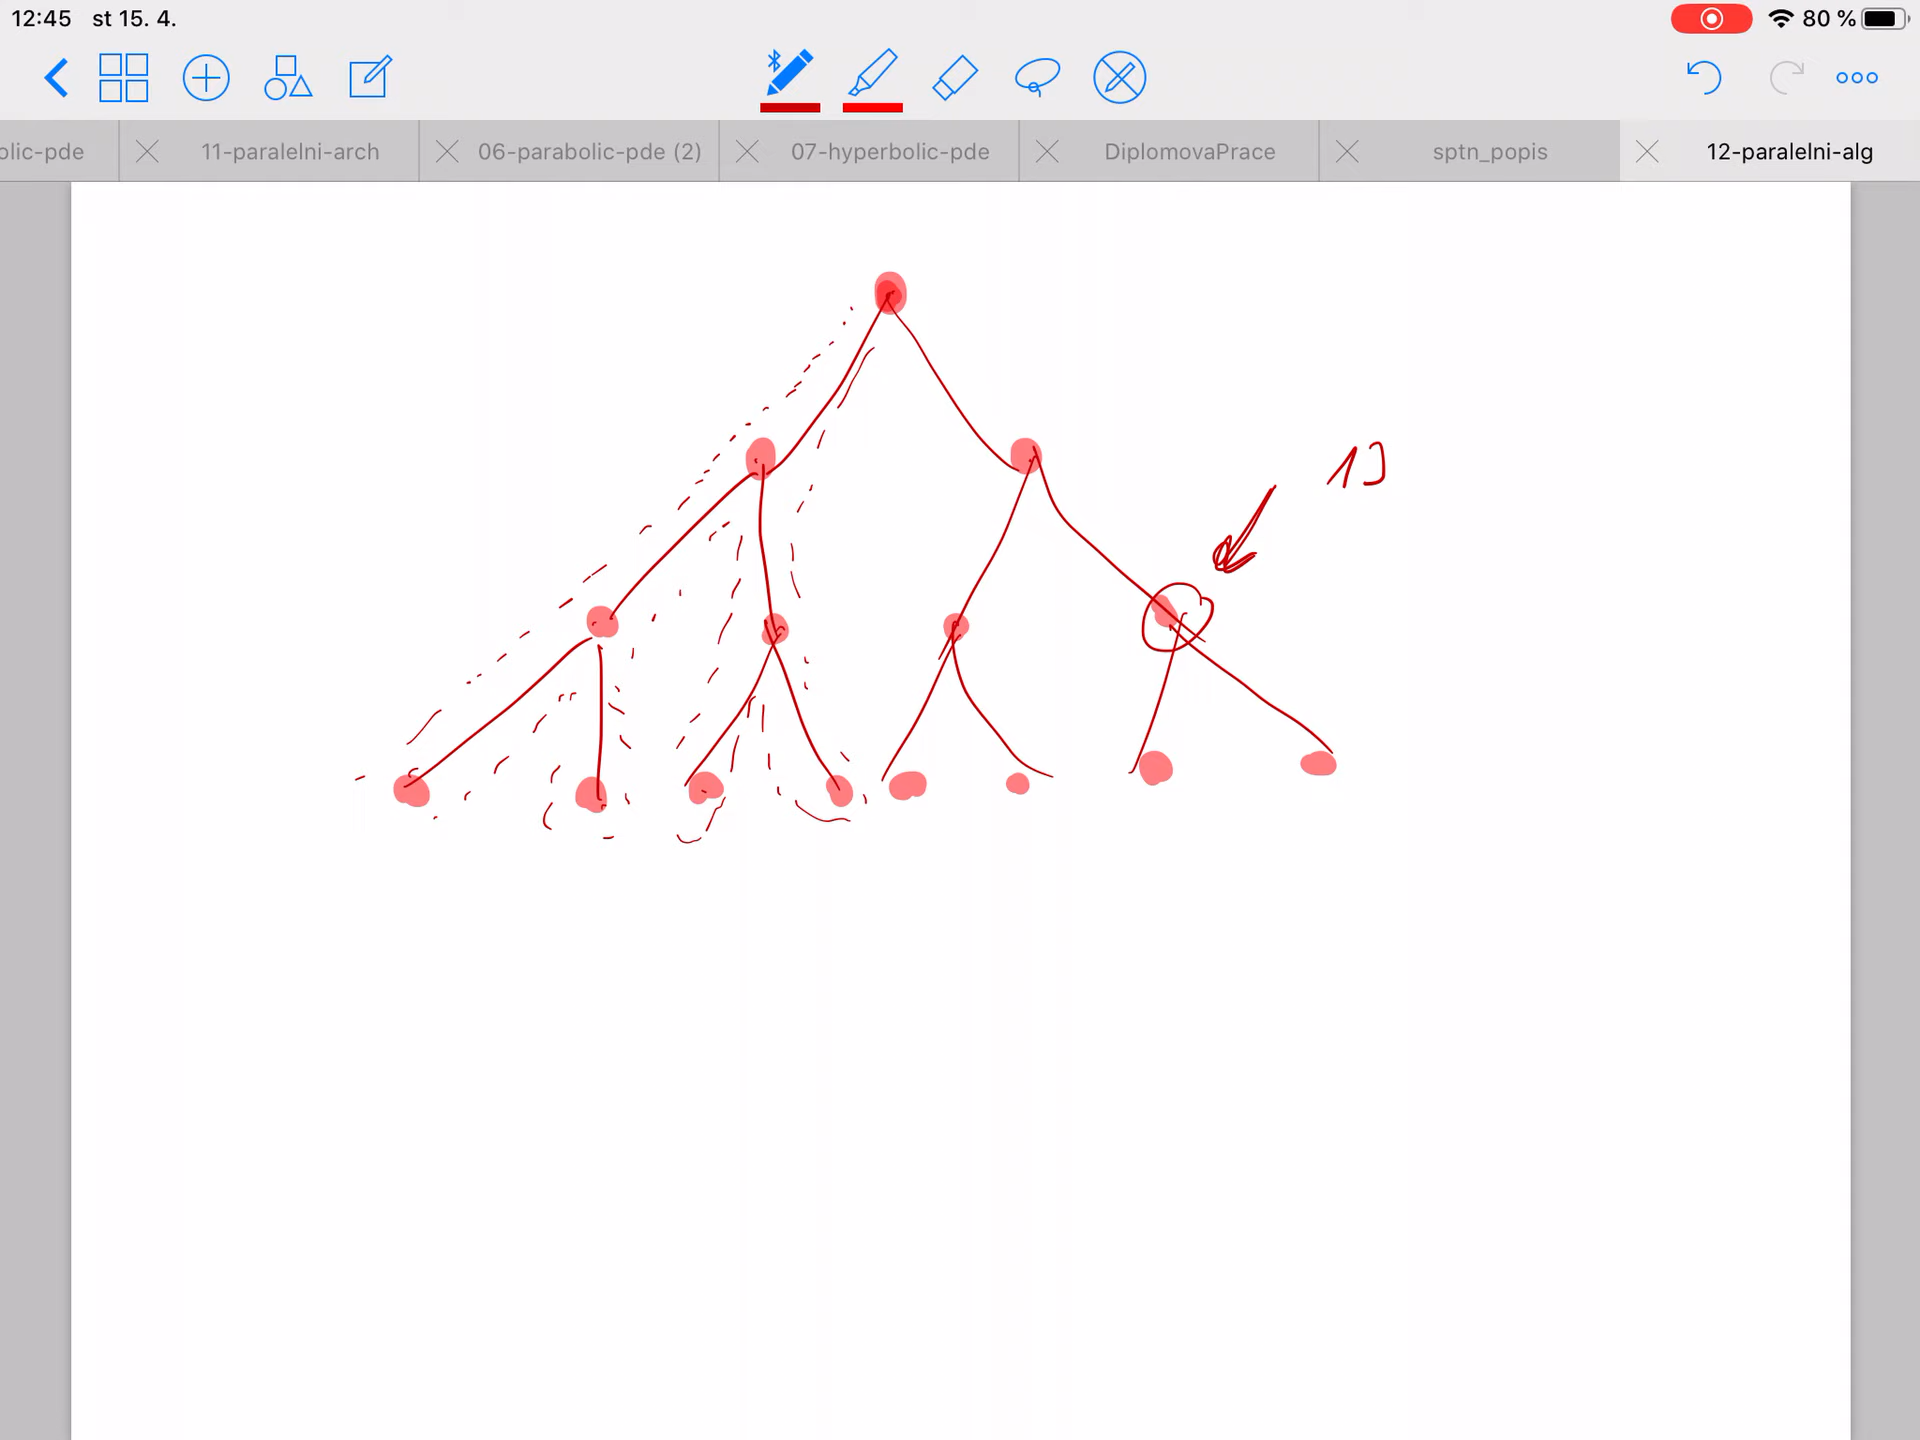 12:45 st 15. 4. 80 %
olic-pde 11-paralelni-arch 06-parabolic-pde (2) 07-hyperbolic-pde DiplomovaPrace sptn_popis 12-paralelni-alg